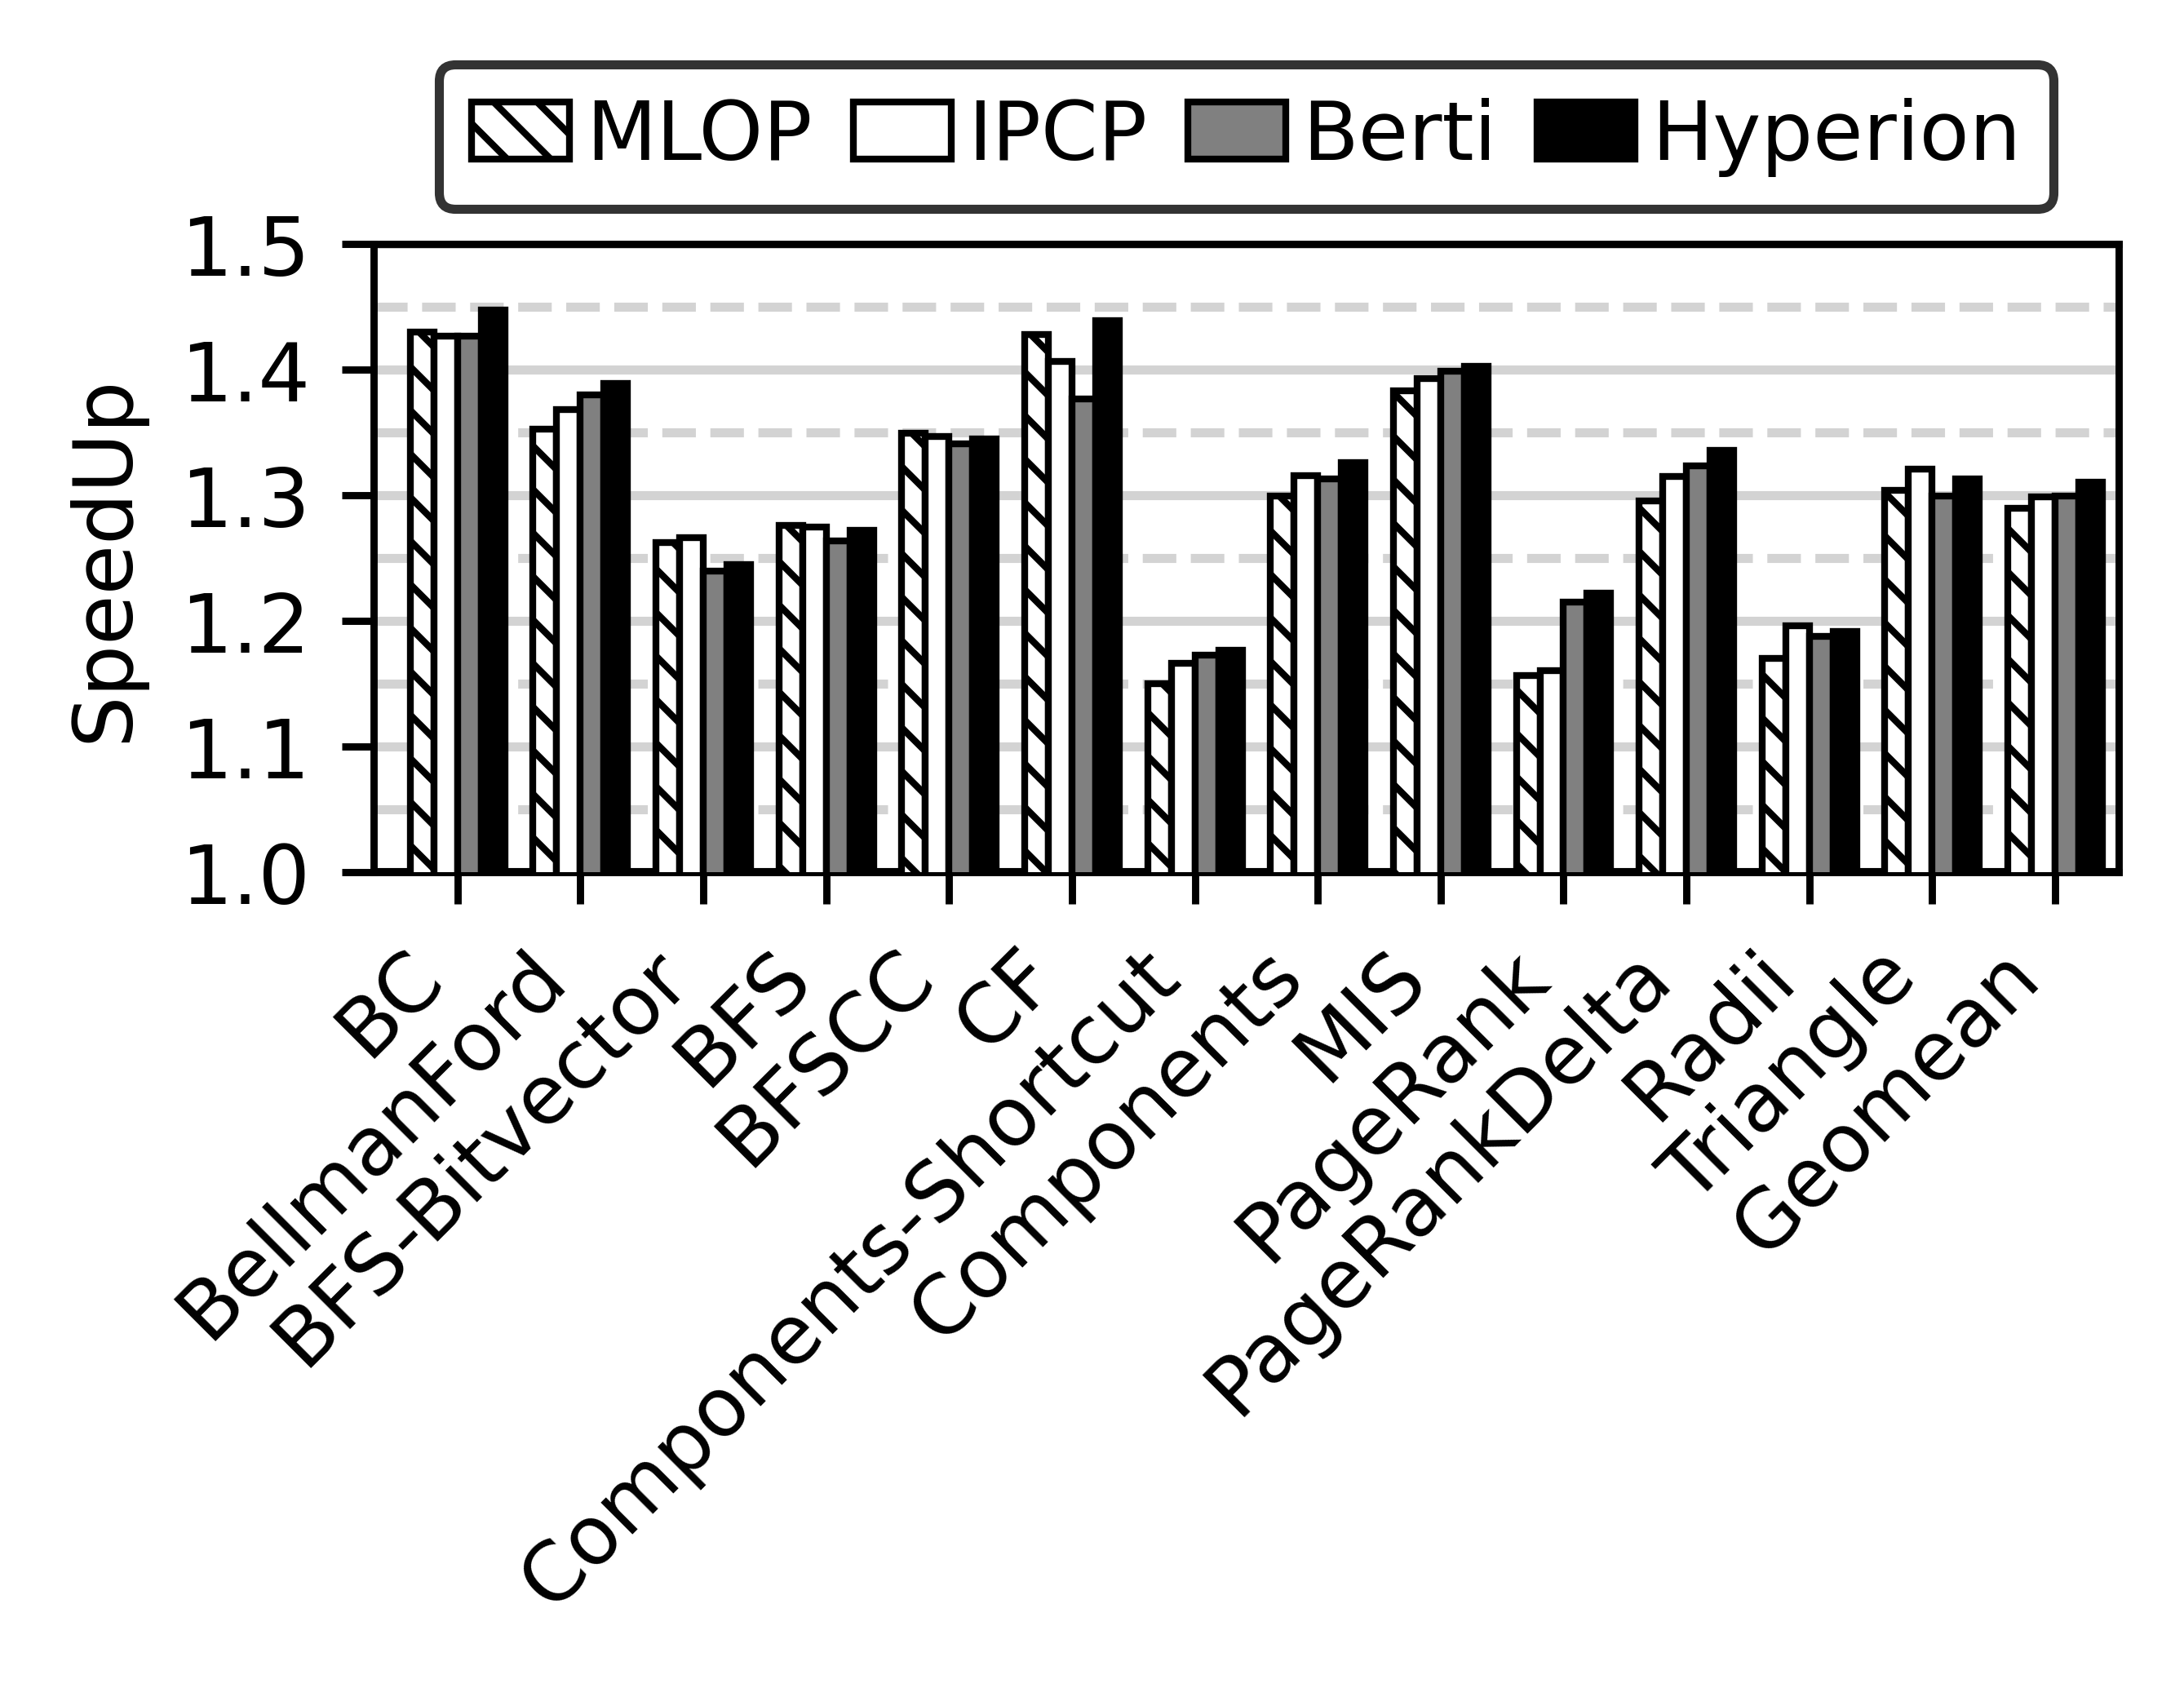 MLOP IPCP Berti Hyperion
SpeedUp
1.5
1.4
1.3
1.2
1.1
1.0
BC
BellmanFord
BFS-Bitvector
BFS
BFSCC
CF
Components-Shortcut
Components
MIS
PageRank
PageRankDelta
Radii
Triangle
Geomean